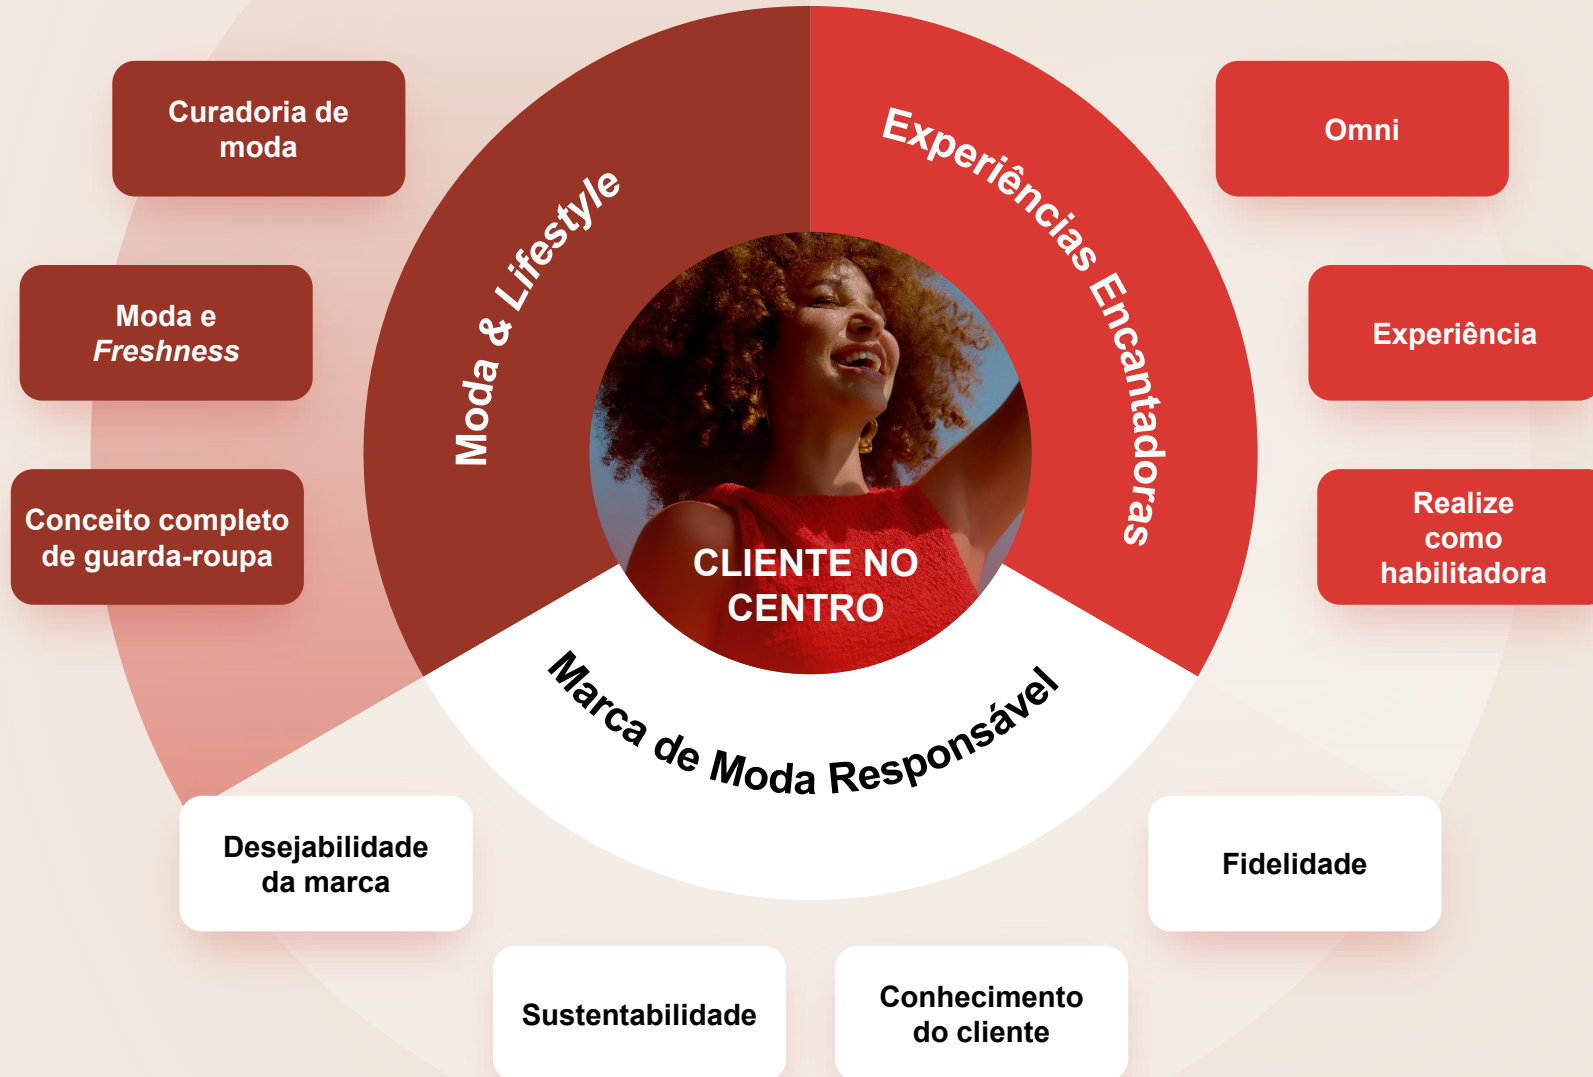 Curadoria de
moda
Moda e
Freshness
Conceito completo
de guarda-roupa
Moda & Lifestyle
Experiências Encantadoras
Marca de Moda Responsável
CLIENTE NO
CENTRO
Omni
Experiência
Realize
como
habilitadora
Desejabilidade
da marca
Sustentabilidade
Conhecimento
do cliente
Fidelidade